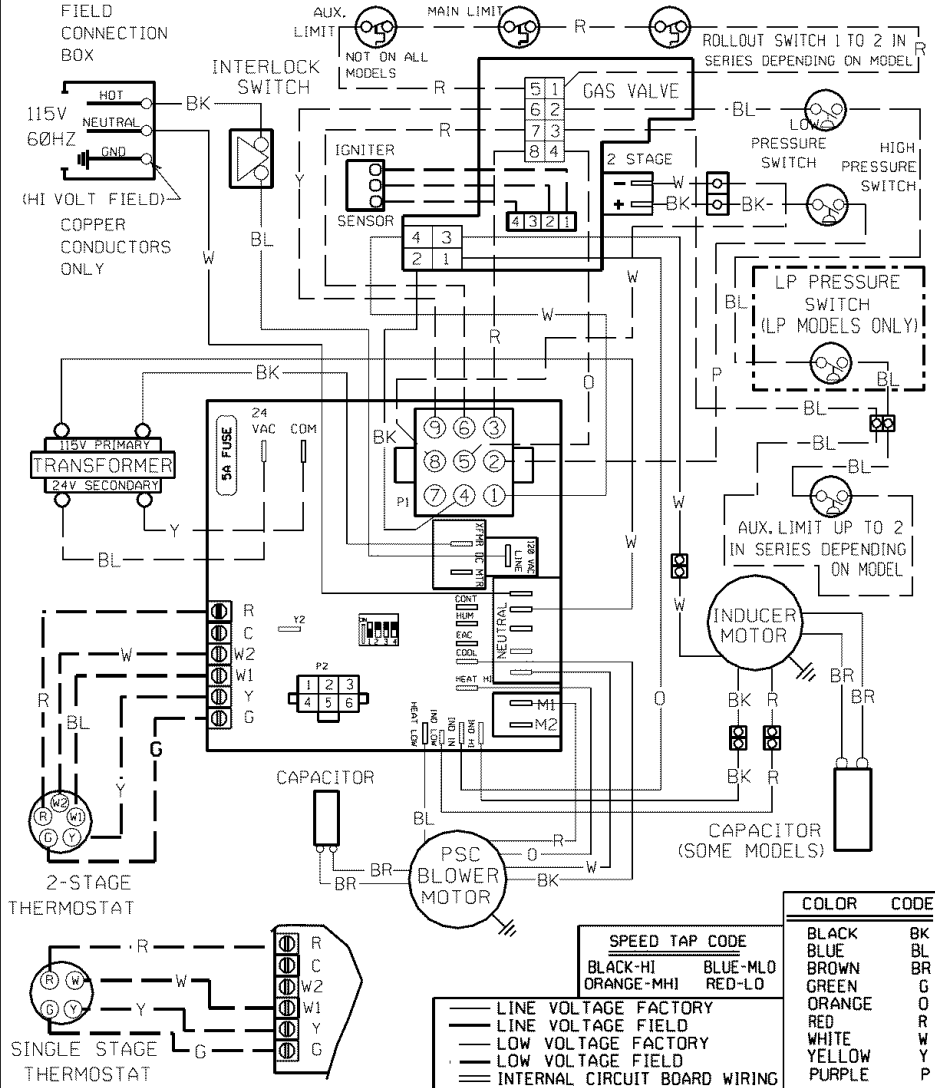 FIELD
CONNECTION
BOX
115V
60HZ
HOT
NEUTRAL
GND
(HI VOLT FIELD)
COPPER
CONDUCTORS
ONLY
BK
INTERLOCK
SWITCH
BL
W
AUX.
LIMIT
NOT ON ALL
MODELS
MAIN LIMIT
R
ROLLOUT SWITCH 1 TO 2 IN
SERIES DEPENDING ON MODEL
R
R
5 1
6 2
7 3
8 4
GAS VALVE
R
Y
IGNITER
SENSOR
4 3 2 1
4 3
2 1
2 STAGE
-
+
W
BK
BK
BL
LOW
PRESSURE
SWITCH
HIGH
PRESSURE
SWITCH
LP PRESSURE
SWITCH
(LP MODELS ONLY)
BL
BL
BL
BL
BL
P
W
W
R
O
AUX. LIMIT UP TO 2
IN SERIES DEPENDING
ON MODEL
115V PRIMARY
TRANSFORMER
24V SECONDARY
BK
Y
BL
5A FUSE
24
VAC
COM
BK
9 6 3
8 5 2
7 4 1
P1
XFMR
DC MTR
LINE
120 VAC
CONT
HUM
EAC
COOL
HEAT HI
NEUTRAL
M1
M2
HEAT LOW
IND LOW
IND IN
IND HI
Y2
ON
1 2 3 4
P2
1 2 3
4 5 6
R
C
W2
W1
Y
G
R
W
BL
Y
G
R
W2
W1
G
Y
2-STAGE
THERMOSTAT
W
W
W
O
INDUCER
MOTOR
BK
R
BK
R
BR
BR
CAPACITOR
(SOME MODELS)
CAPACITOR
BR
BR
BL
PSC
BLOWER
MOTOR
R
O
W
BK
R
W
G
Y
SINGLE STAGE
THERMOSTAT
R
W
Y
G
R
C
W2
W1
Y
G
SPEED TAP CODE
BLACK-HI BLUE-MLO
ORANGE-MHI RED-LO
LINE VOLTAGE FACTORY
LINE VOLTAGE FIELD
LOW VOLTAGE FACTORY
LOW VOLTAGE FIELD
INTERNAL CIRCUIT BOARD WIRING
COLOR CODE
BLACK BK
BLUE BL
BROWN BR
GREEN G
ORANGE O
RED R
WHITE W
YELLOW Y
PURPLE P